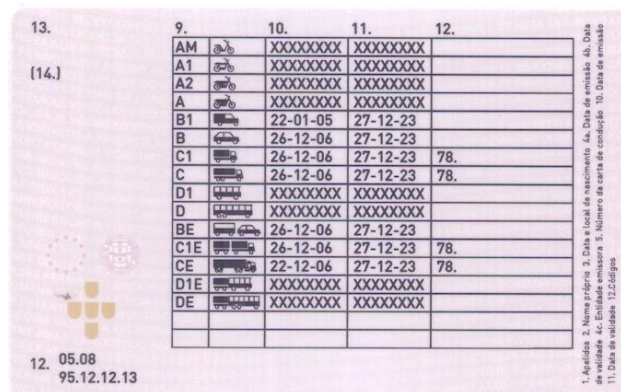 13.
(14.)
9. 10. 11. 12.
AM XXXXXXXX XXXXXXXX
A1 XXXXXXXX XXXXXXXX
A2 XXXXXXXX XXXXXXXX
A XXXXXXXX XXXXXXXX
B1 22-01-05 27-12-23
B 26-12-06 27-12-23
C1 26-12-06 27-12-23 78.
C 26-12-06 27-12-23 78.
D1 XXXXXXXX XXXXXXXX
D XXXXXXXX XXXXXXXX
BE 26-12-06 27-12-23
C1E 26-12-06 27-12-23 78.
CE 22-12-06 27-12-23 78.
D1E XXXXXXXX XXXXXXXX
DE XXXXXXXX XXXXXXXX
12. 05.08
95.12.12.13
1. Apelidos 2. Nome próprio 3. Data e local de nascimento 4a. Data de emissão 4b. Data
de validade 4c. Entidade emissora 5. Número da carta de condução 10. Data de emissão
11. Data de validade 12.Códigos